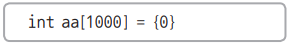 int aa[1000] = {0}